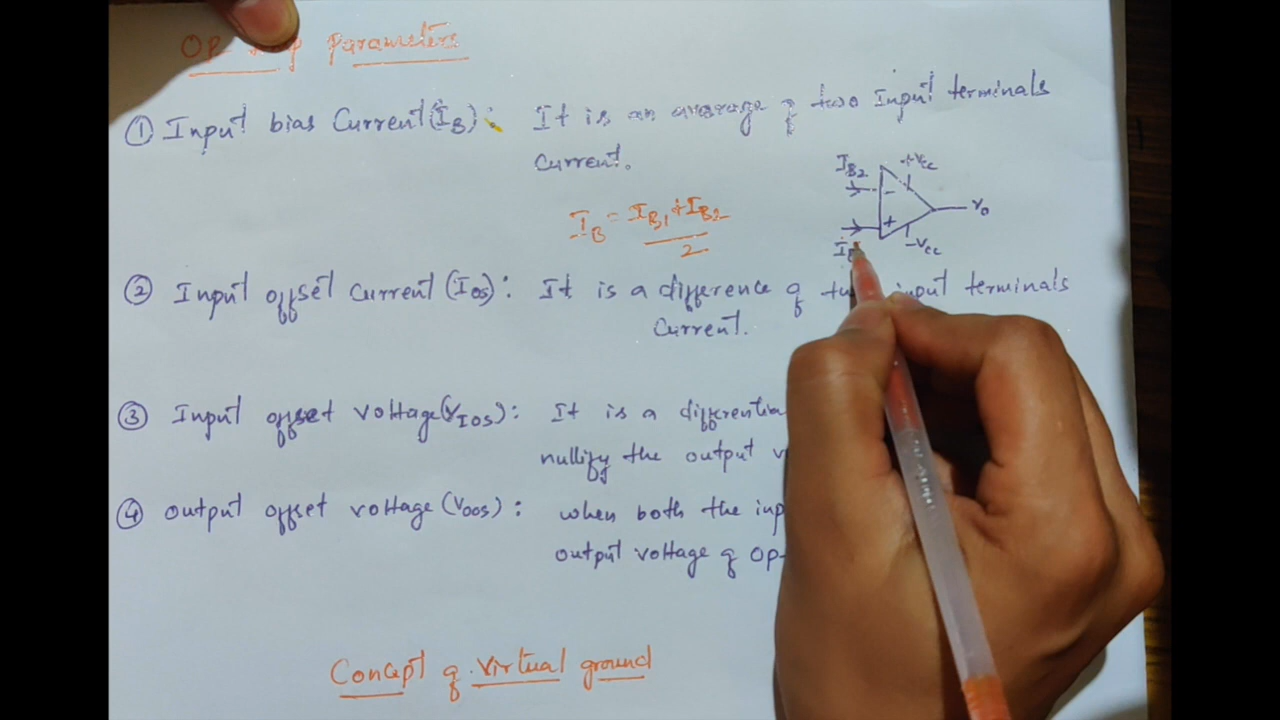 OP parameters
① Input bias Current (IB): It is an average of two Input terminals
Current.
IB2 +Vcc
- 
IB = IB1 + IB2 / 2
+ Vo
-Vcc
② Input offset current (Ios): It is a difference of input terminals
Current.
③ Input offset voltage (VIOS): It is a
nullify the output
④ output offset voltage (Voos): when both the
output voltage of
Concept of virtual ground